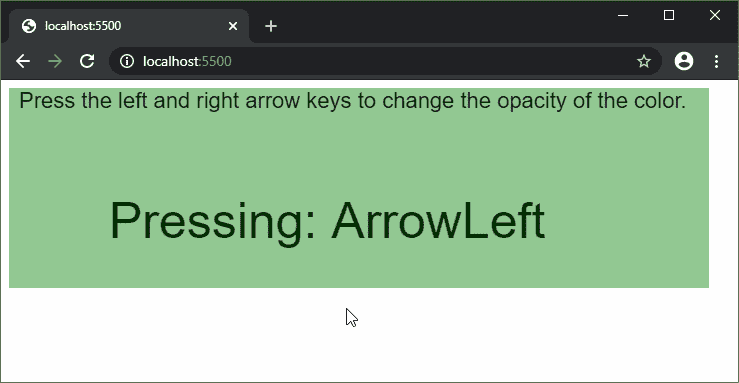 localhost:5500
localhost:5500
Press the left and right arrow keys to change the opacity of the color.
Pressing: ArrowLeft